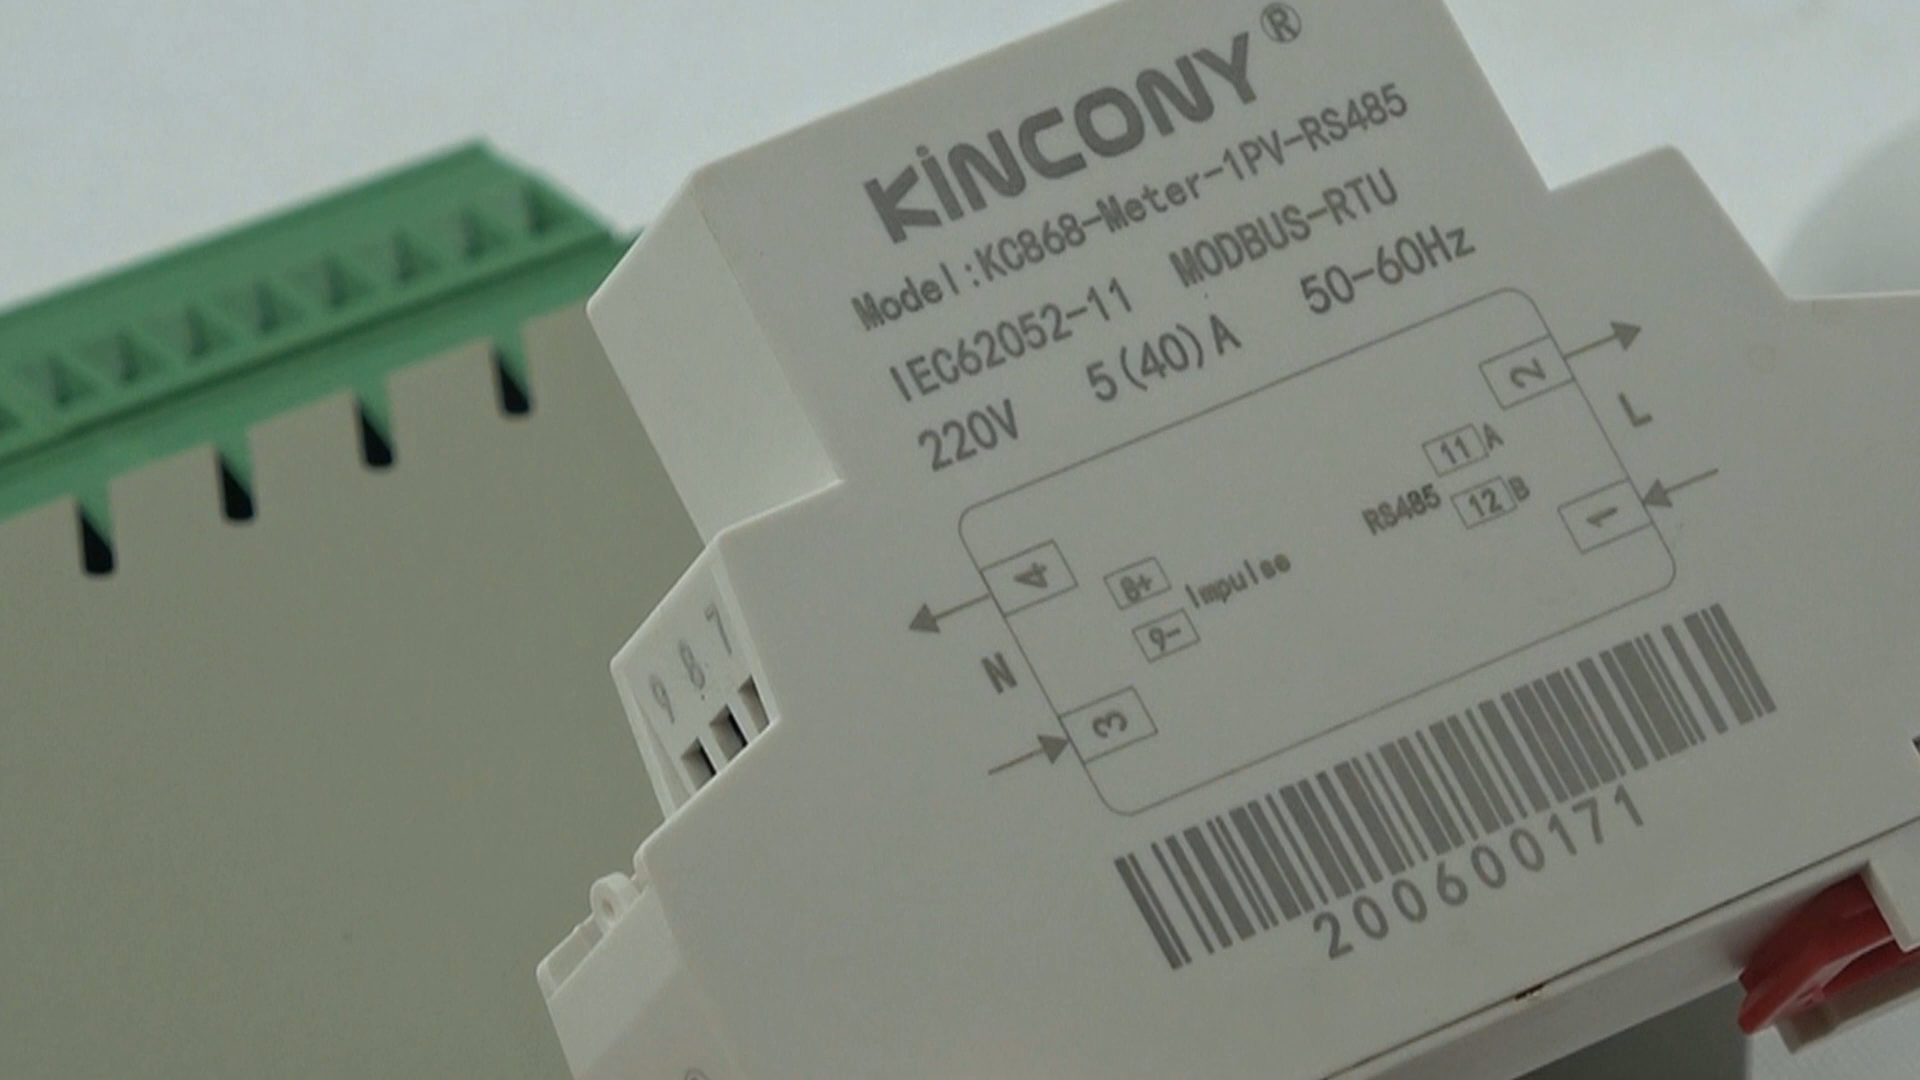 KINCONY®
Model:KC868-Meter-1PV-RS485
IEC62052-11 MODBUS-RTU
220V 5(40)A 50-60Hz
2
L
11 A
RS485 12 B
1
4
8+
Impulse
9-
N
3
9 8 7
200600171